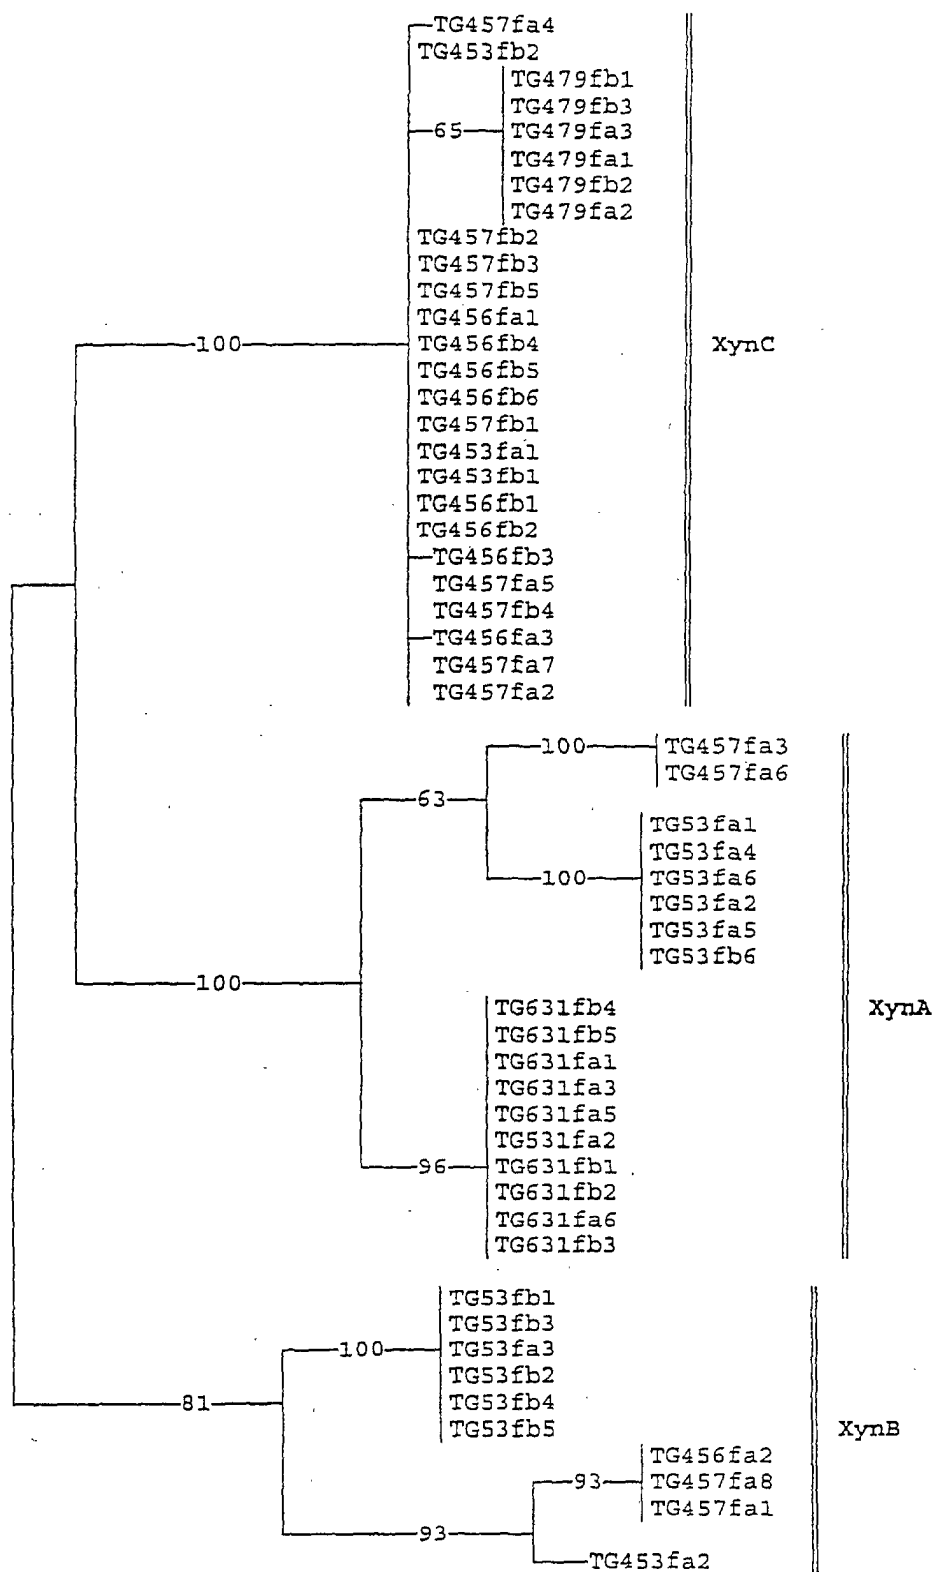 TG457fa4
TG453fb2
TG479fb1
TG479fb3
65
TG479fa3
TG479fa1
TG479fb2
TG479fa2
TG457fb2
TG457fb3
TG457fb5
TG456fa1
100
TG456fb4
XynC
TG456fb5
TG456fb6
TG457fb1
TG453fa1
TG453fb1
TG456fb1
TG456fb2
TG456fb3
TG457fa5
TG457fb4
TG456fa3
TG457fa7
TG457fa2
100
TG457fa3
TG457fa6
63
TG53fa1
TG53fa4
100
TG53fa6
TG53fa2
TG53fa5
TG53fb6
100
TG631fb4
XynA
TG631fb5
TG631fa1
TG631fa3
TG631fa5
TG531fa2
96
TG631fb1
TG631fb2
TG631fa6
TG631fb3
TG53fb1
TG53fb3
100
TG53fa3
TG53fb2
81
TG53fb4
TG53fb5
XynB
TG456fa2
93
TG457fa8
TG457fa1
93
TG453fa2